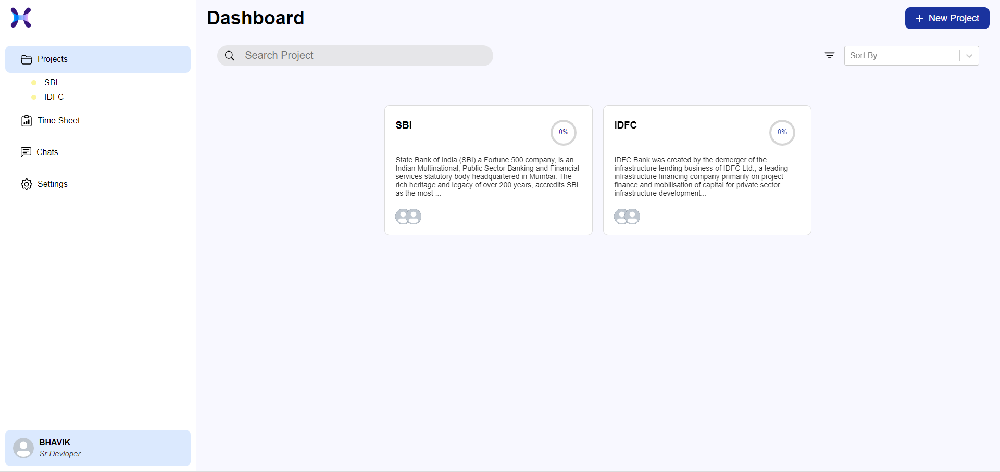 Dashboard
New Project
Projects
SBI
IDFC
Time Sheet
Chats
Settings
BHAVIK
Sr Devloper
Search Project
Sort By
SBI
0%
State Bank of India (SBI) a Fortune 500 company, is an
Indian Multinational, Public Sector Banking and Financial
services statutory body headquartered in Mumbai. The
rich heritage and legacy of over 200 years, accredits SBI
as the most ...
IDFC
0%
IDFC Bank was created by the demerger of the
infrastructure lending business of IDFC Ltd., a leading
infrastructure financing company primarily on project
finance and mobilisation of capital for private sector
infrastructure development...